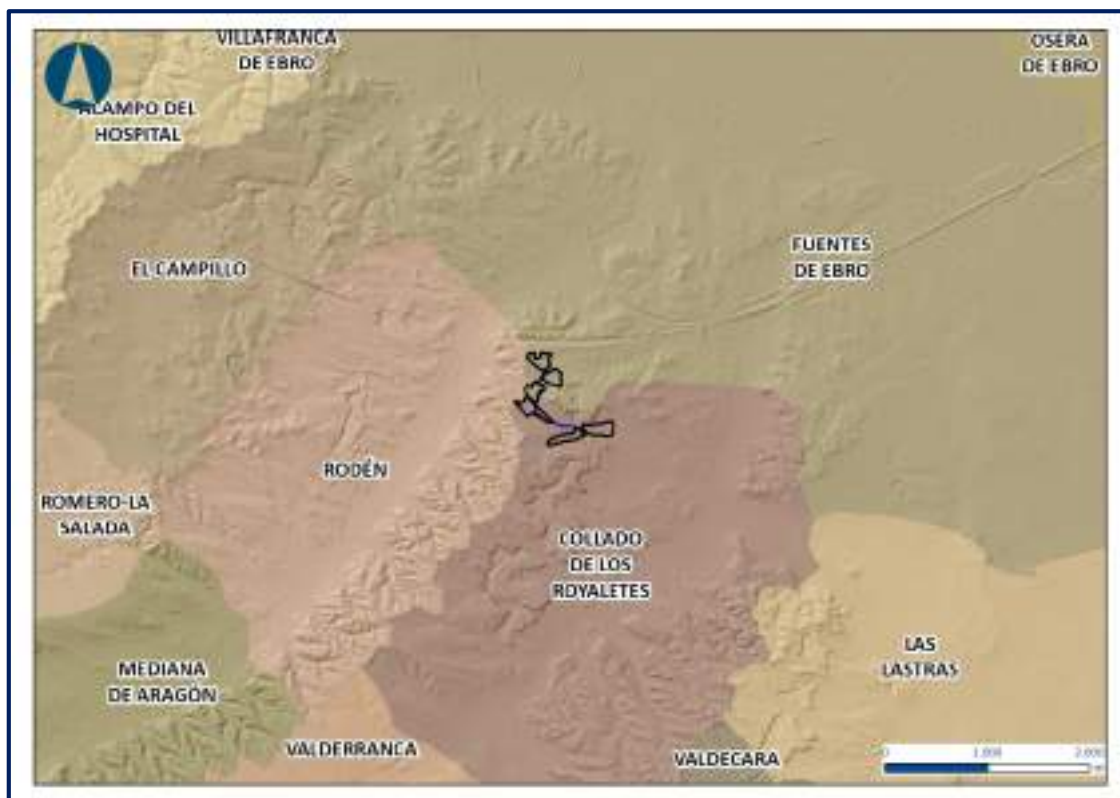 VILLAFRANCA
DE EBRO
OSERA
DE EBRO
ALAMPO DEL
HOSPITAL
EL CAMPILLO
FUENTES
DE EBRO
RODÉN
ROMERO-LA
SALADA
COLLADO
DE LOS
ROYALETES
MEDIANA
DE ARAGÓN
LAS
LASTRAS
VALDERRANCA
VALDECARA
0 1.000 2.000